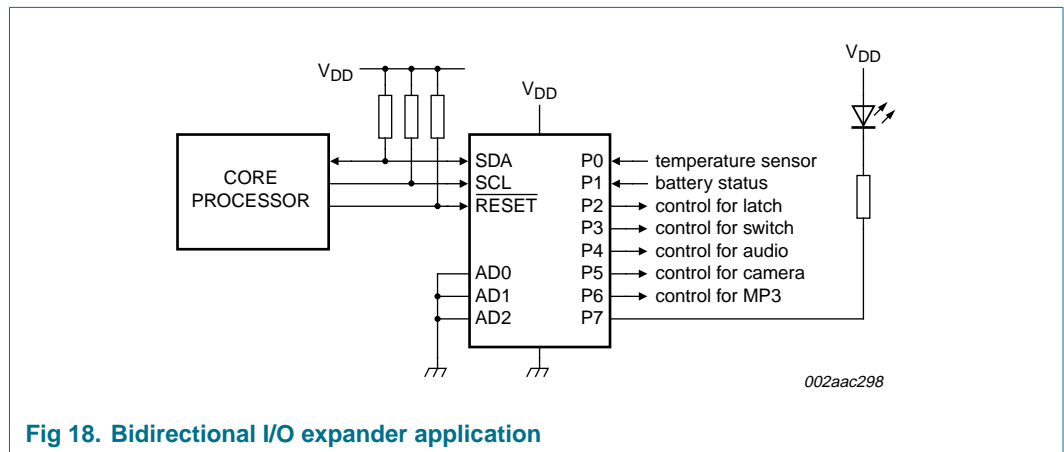 VDD
VDD
VDD
CORE
PROCESSOR
SDA
SCL
RESET
AD0
AD1
AD2
P0
P1
P2
P3
P4
P5
P6
P7
temperature sensor
battery status
control for latch
control for switch
control for audio
control for camera
control for MP3
002aac298
Fig 18. Bidirectional I/O expander application